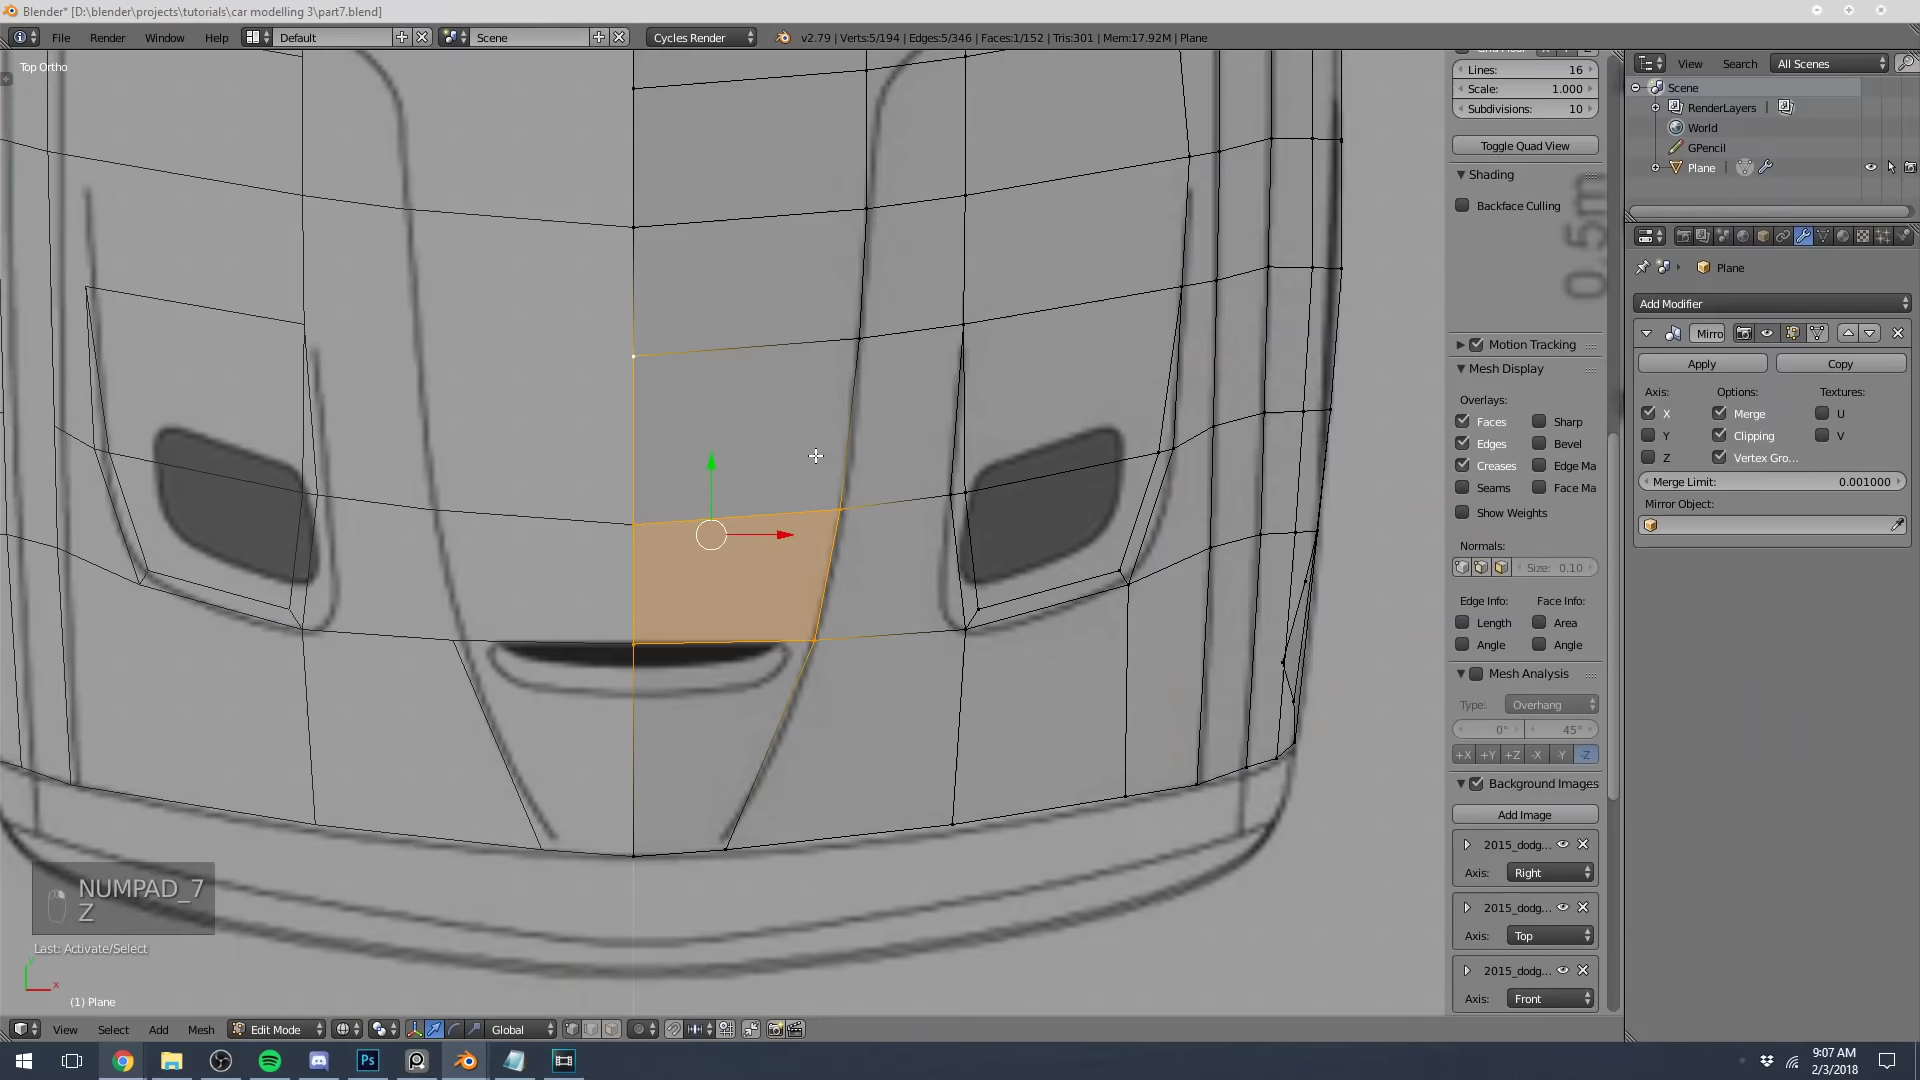 Blender* [D:\blender\projects\tutorials\car modelling 3\part7.blend]
File Render Window Help Default Scene Cycles Render v2.79 | Verts:5/194 | Edges:5/346 | Faces:1/152 | Tris:301 | Mem:17.92M | Plane
Top Ortho
Lines: 16
Scale: 1.000
Subdivisions: 10
Toggle Quad View
Shading
Backface Culling
0.5m
Motion Tracking
Mesh Display
Overlays:
Faces Sharp
Edges Bevel
Creases Edge Ma
Seams Face Ma
Show Weights
Normals:
Size: 0.10
Edge Info: Face Info:
Length Area
Angle Angle
Mesh Analysis
Type: Overhang
0° 45°
+X +Y +Z -X -Y -Z
Background Images
Add Image
2015_dodg...
Axis: Right
2015_dodg...
Axis: Top
2015_dodg...
Axis: Front
View Search All Scenes
Scene
RenderLayers
World
GPencil
Plane
Plane
Add Modifier
Mirro
Apply Copy
Axis: Options: Textures:
X Merge U
Y Clipping V
Z Vertex Gro...
Merge Limit: 0.001000
Mirror Object:
NUMPAD_7
Z
Last: Activate/Select
y
x
(1) Plane
View Select Add Mesh Edit Mode Global
Ps
9:07 AM
2/3/2018